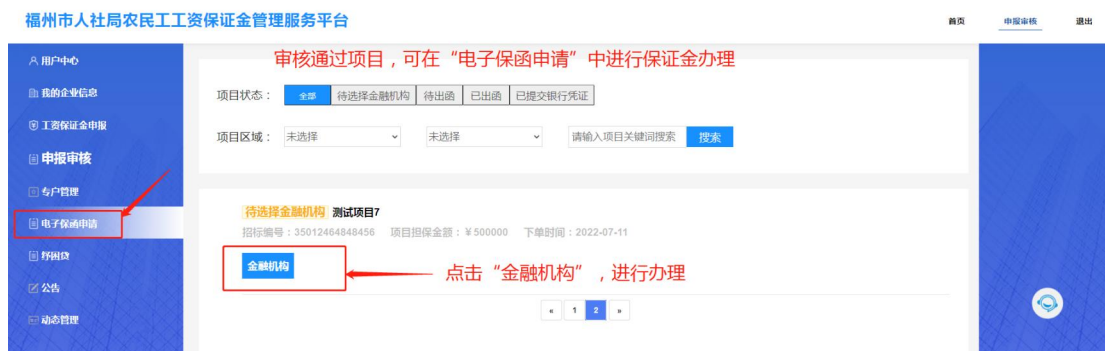 福州市人社局农民工工资保证金管理服务平台
首页 申报审核 退出
用户中心
我的企业信息
工资保证金申报
申报审核
专户管理
电子保函申请
纾困贷
公告
动态管理
审核通过项目，可在“电子保函申请”中进行保证金办理
项目状态： 全部 待选择金融机构 待出函 已出函 已提交银行凭证
项目区域： 未选择 未选择 请输入项目关键词搜索 搜索
待选择金融机构 测试项目7
招标编号：35012464848456 项目担保金额：¥500000 下单时间：2022-07-11
金融机构
点击“金融机构”，进行办理
« 1 2 »